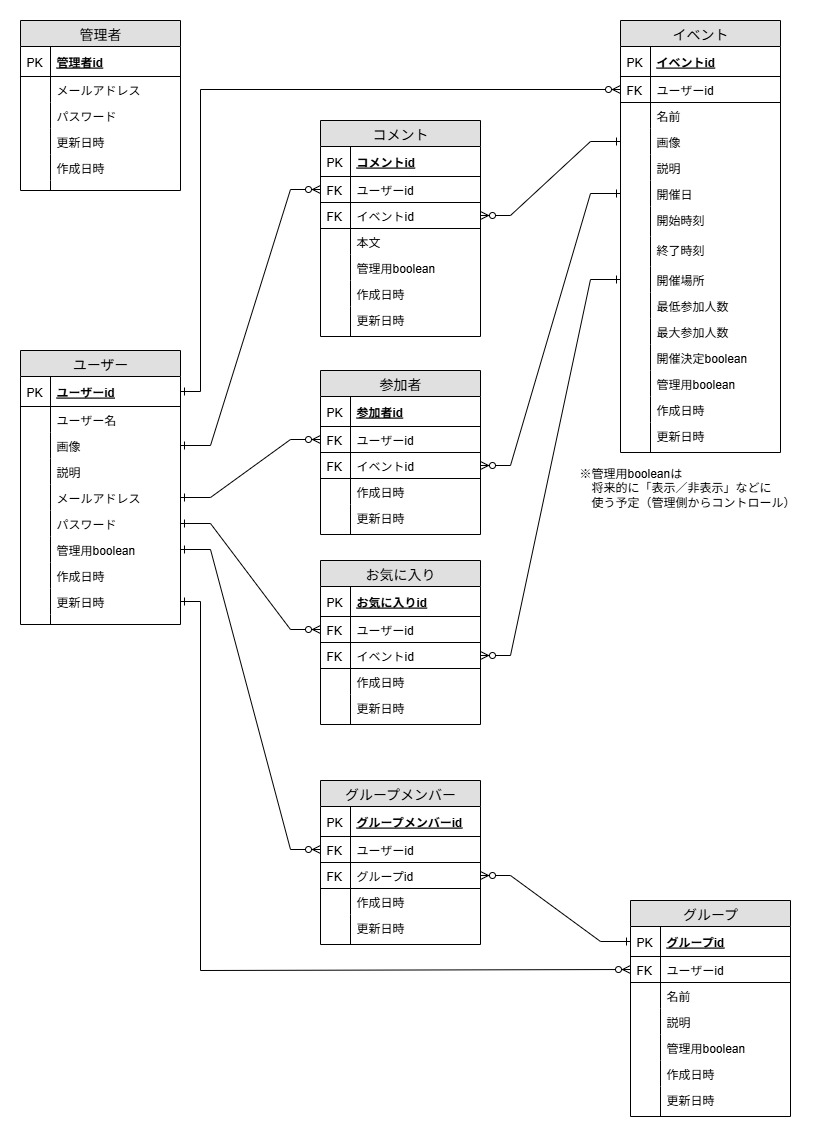 管理者
PK 管理者id
メールアドレス
パスワード
更新日時
作成日時
イベント
PK イベントid
FK ユーザーid
名前
画像
説明
開催日
開始時刻
終了時刻
開催場所
最低参加人数
最大参加人数
開催決定boolean
管理用boolean
作成日時
更新日時
※管理用booleanは
将来的に「表示／非表示」などに
使う予定（管理側からコントロール）
コメント
PK コメントid
FK ユーザーid
FK イベントid
本文
管理用boolean
作成日時
更新日時
ユーザー
PK ユーザーid
ユーザー名
画像
説明
メールアドレス
パスワード
管理用boolean
作成日時
更新日時
参加者
PK 参加者id
FK ユーザーid
FK イベントid
作成日時
更新日時
お気に入り
PK お気に入りid
FK ユーザーid
FK イベントid
作成日時
更新日時
グループメンバー
PK グループメンバーid
FK ユーザーid
FK グループid
作成日時
更新日時
グループ
PK グループid
FK ユーザーid
名前
説明
管理用boolean
作成日時
更新日時